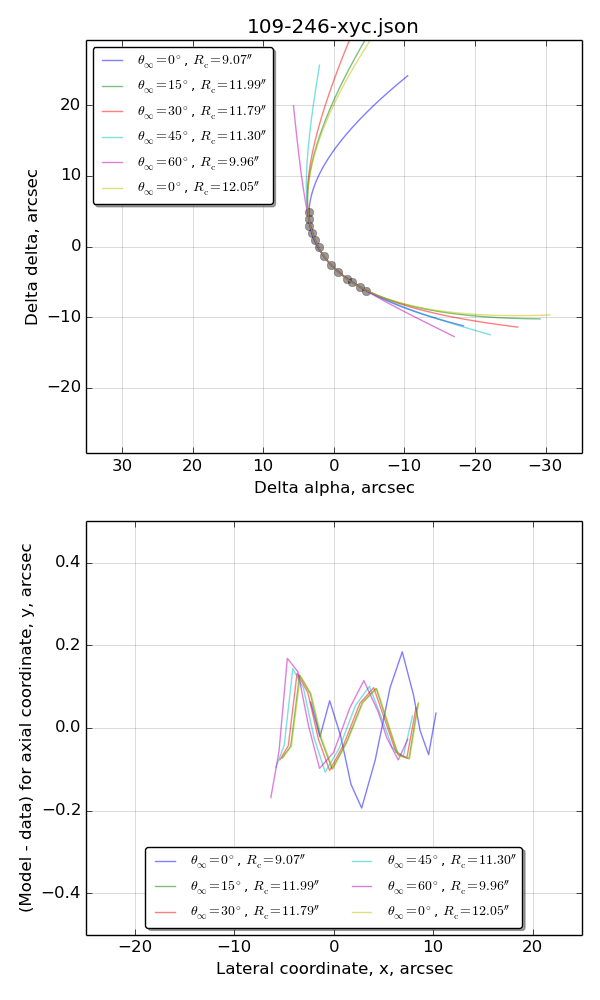 109-246-xyc.json
θ∞=0°, Rc=9.07″
θ∞=15°, Rc=11.99″
θ∞=30°, Rc=11.79″
θ∞=45°, Rc=11.30″
θ∞=60°, Rc=9.96″
θ∞=0°, Rc=12.05″
Delta delta, arcsec
20
10
0
−10
−20
30 20 10 0 −10 −20 −30
Delta alpha, arcsec
(Model - data) for axial coordinate, y, arcsec
0.4
0.2
0.0
−0.2
−0.4
θ∞=0°, Rc=9.07″ θ∞=45°, Rc=11.30″
θ∞=15°, Rc=11.99″ θ∞=60°, Rc=9.96″
θ∞=30°, Rc=11.79″ θ∞=0°, Rc=12.05″
−20 −10 0 10 20
Lateral coordinate, x, arcsec